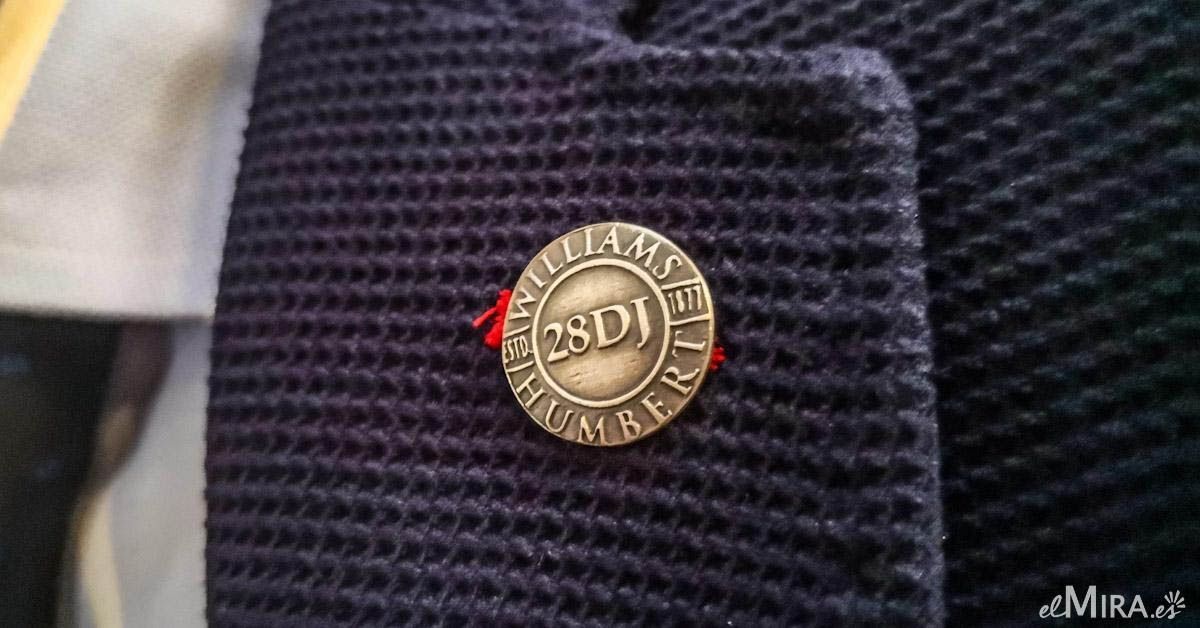 WILLIAMS
1877
ESTD.
28DJ
HUMBERT
elMIRA.es